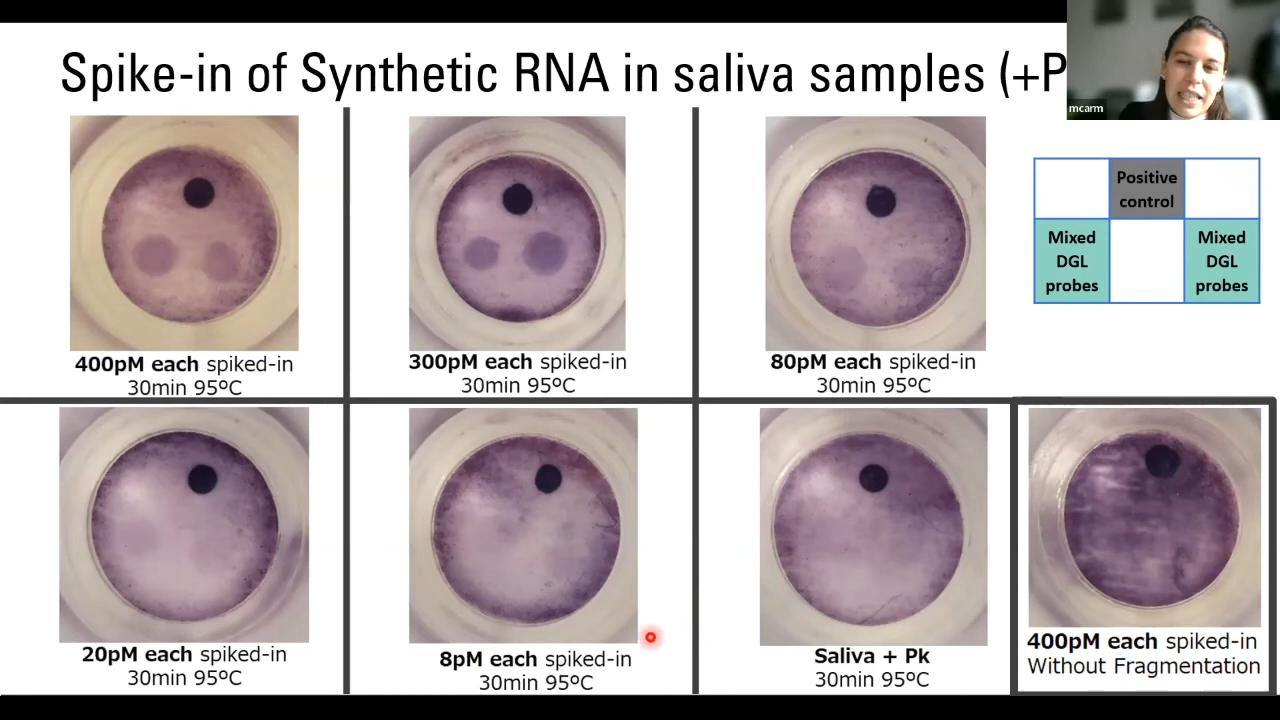 Spike-in of Synthetic RNA in saliva samples (+P
mcarm
Positive
control
Mixed
DGL
probes
Mixed
DGL
probes
400pM each spiked-in
30min 95ºC
300pM each spiked-in
30min 95ºC
80pM each spiked-in
30min 95ºC
20pM each spiked-in
30min 95ºC
8pM each spiked-in
30min 95ºC
Saliva + Pk
30min 95ºC
400pM each spiked-in
Without Fragmentation